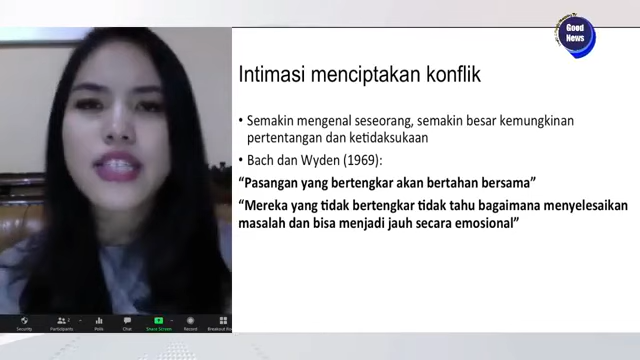 Good
News
Intimasi menciptakan konflik
• Semakin mengenal seseorang, semakin besar kemungkinan
pertentangan dan ketidaksukaan
• Bach dan Wyden (1969):
“Pasangan yang bertengkar akan bertahan bersama”
“Mereka yang tidak bertengkar tidak tahu bagaimana menyelesaikan
masalah dan bisa menjadi jauh secara emosional”
Security Participants Polls Chat Share Screen Record